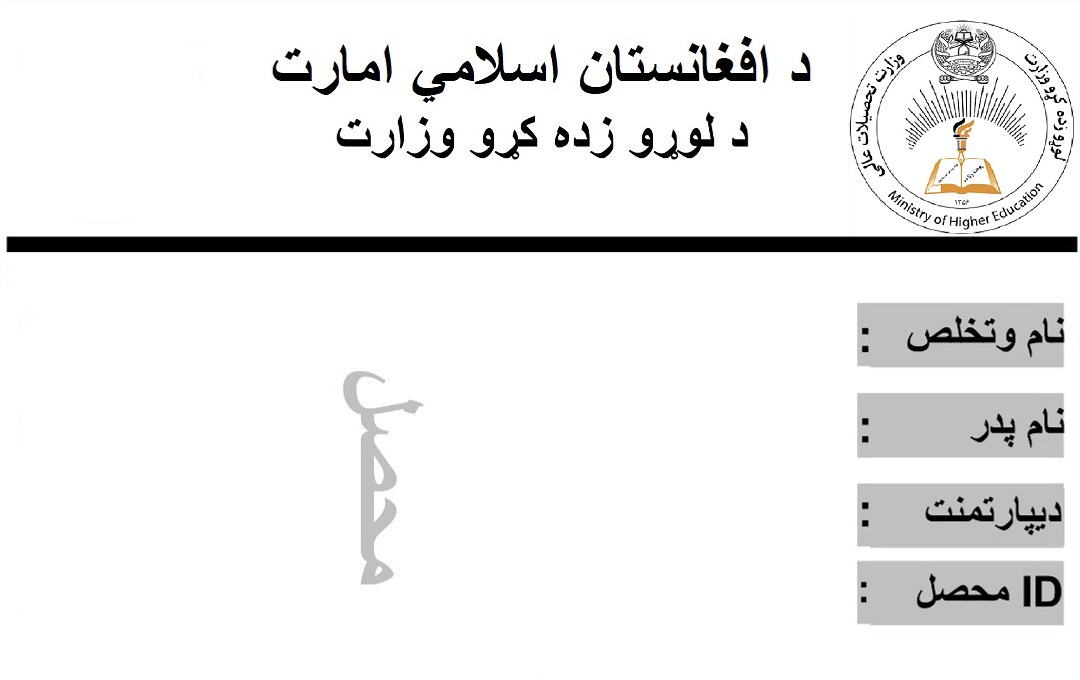 د افغانستان اسلامي امارت
د لوړو زده کړو وزارت
وزارت تحصیلات عالی
لوړو زده کړو وزارت
Ministry of Higher Education
۱۳۵۶
نام وتخلص :
نام پدر :
دیپارتمنت :
ID محصل :
محصل